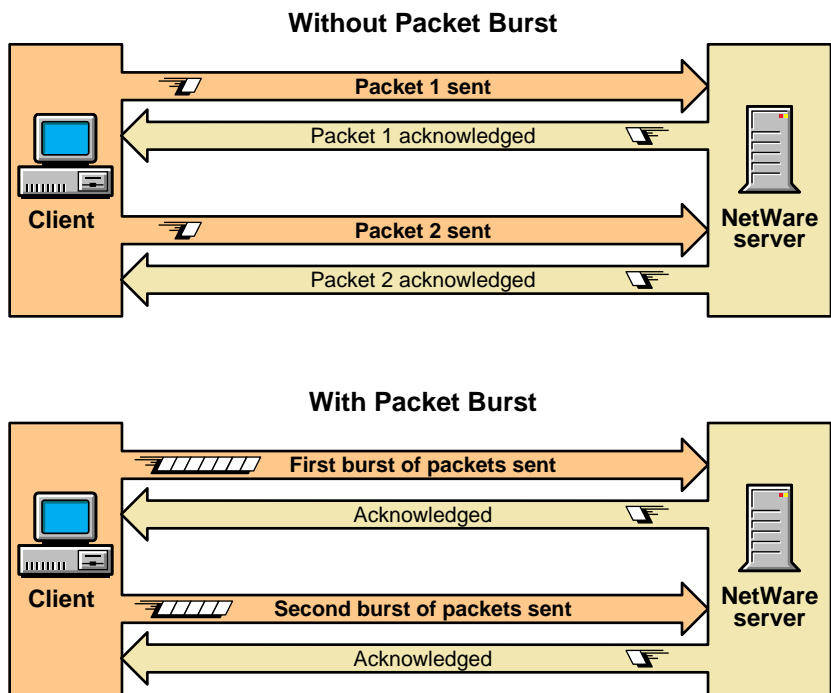 Without Packet Burst
Packet 1 sent
Packet 1 acknowledged
Client
Packet 2 sent
NetWare
server
Packet 2 acknowledged
With Packet Burst
First burst of packets sent
Acknowledged
Client
Second burst of packets sent
NetWare
server
Acknowledged